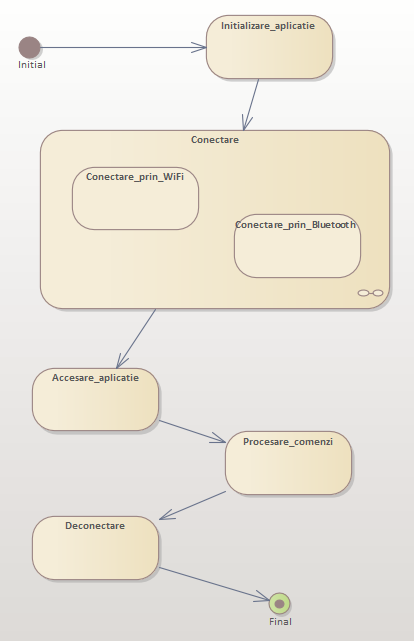 Initializare_aplicatie
Initial
Conectare
Conectare_prin_WiFi
Conectare_prin_Bluetooth
Accesare_aplicatie
Procesare_comenzi
Deconectare
Final